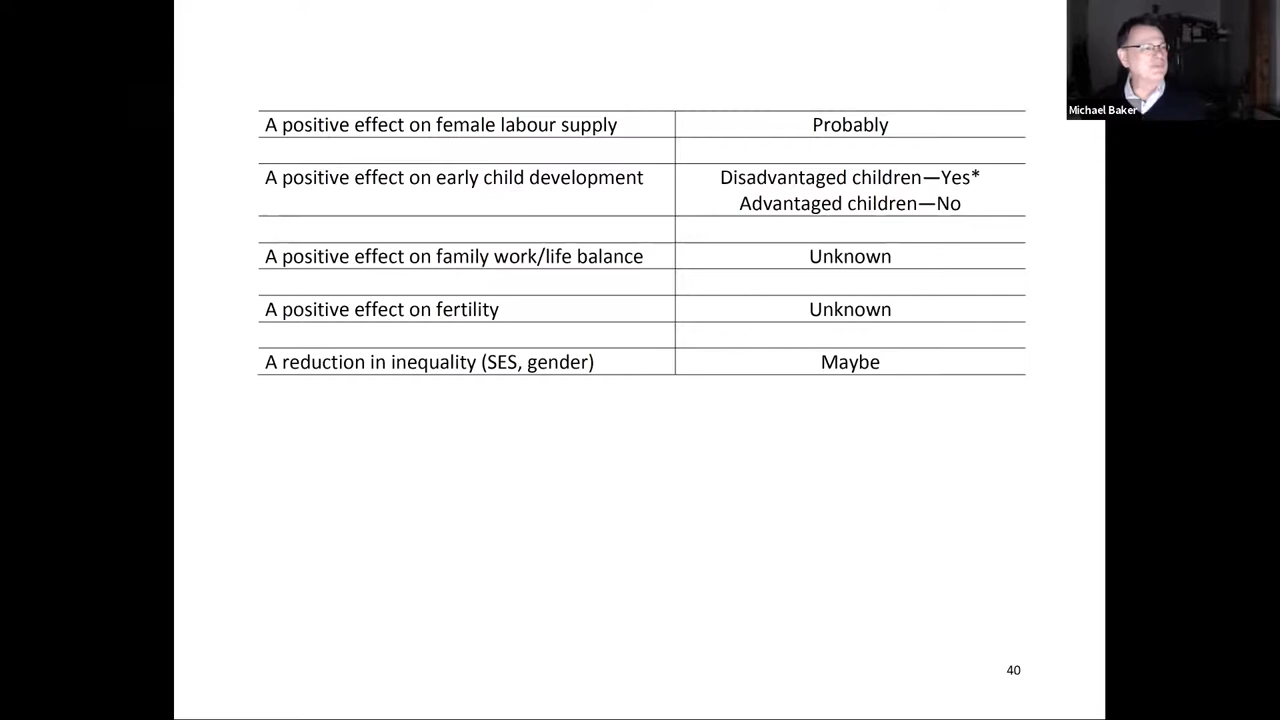 Michael Baker
A positive effect on female labour supply
Probably
A positive effect on early child development
Disadvantaged children—Yes*
Advantaged children—No
A positive effect on family work/life balance
Unknown
A positive effect on fertility
Unknown
A reduction in inequality (SES, gender)
Maybe
40